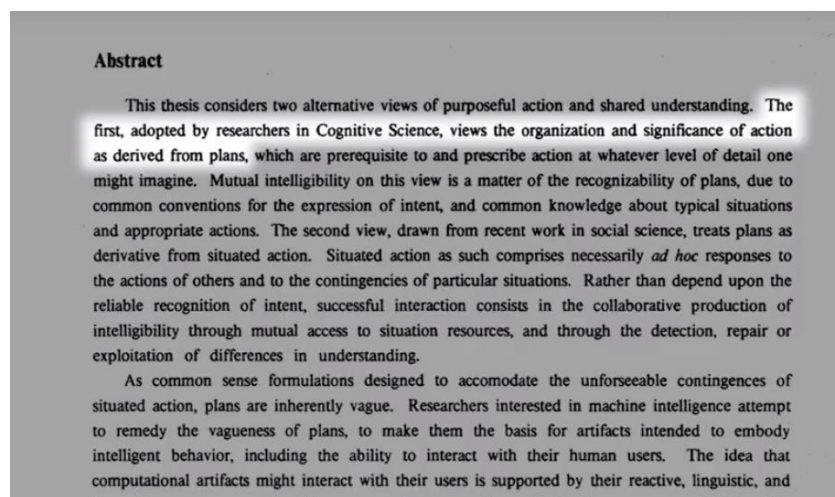 Abstract
This thesis considers two alternative views of purposeful action and shared understanding. The
first, adopted by researchers in Cognitive Science, views the organization and significance of action
as derived from plans, which are prerequisite to and prescribe action at whatever level of detail one
might imagine. Mutual intelligibility on this view is a matter of the recognizability of plans, due to
common conventions for the expression of intent, and common knowledge about typical situations
and appropriate actions. The second view, drawn from recent work in social science, treats plans as
derivative from situated action. Situated action as such comprises necessarily ad hoc responses to
the actions of others and to the contingencies of particular situations. Rather than depend upon the
reliable recognition of intent, successful interaction consists in the collaborative production of
intelligibility through mutual access to situation resources, and through the detection, repair or
exploitation of differences in understanding.
As common sense formulations designed to accomodate the unforseeable contingences of
situated action, plans are inherently vague. Researchers interested in machine intelligence attempt
to remedy the vagueness of plans, to make them the basis for artifacts intended to embody
intelligent behavior, including the ability to interact with their human users. The idea that
computational artifacts might interact with their users is supported by their reactive, linguistic, and